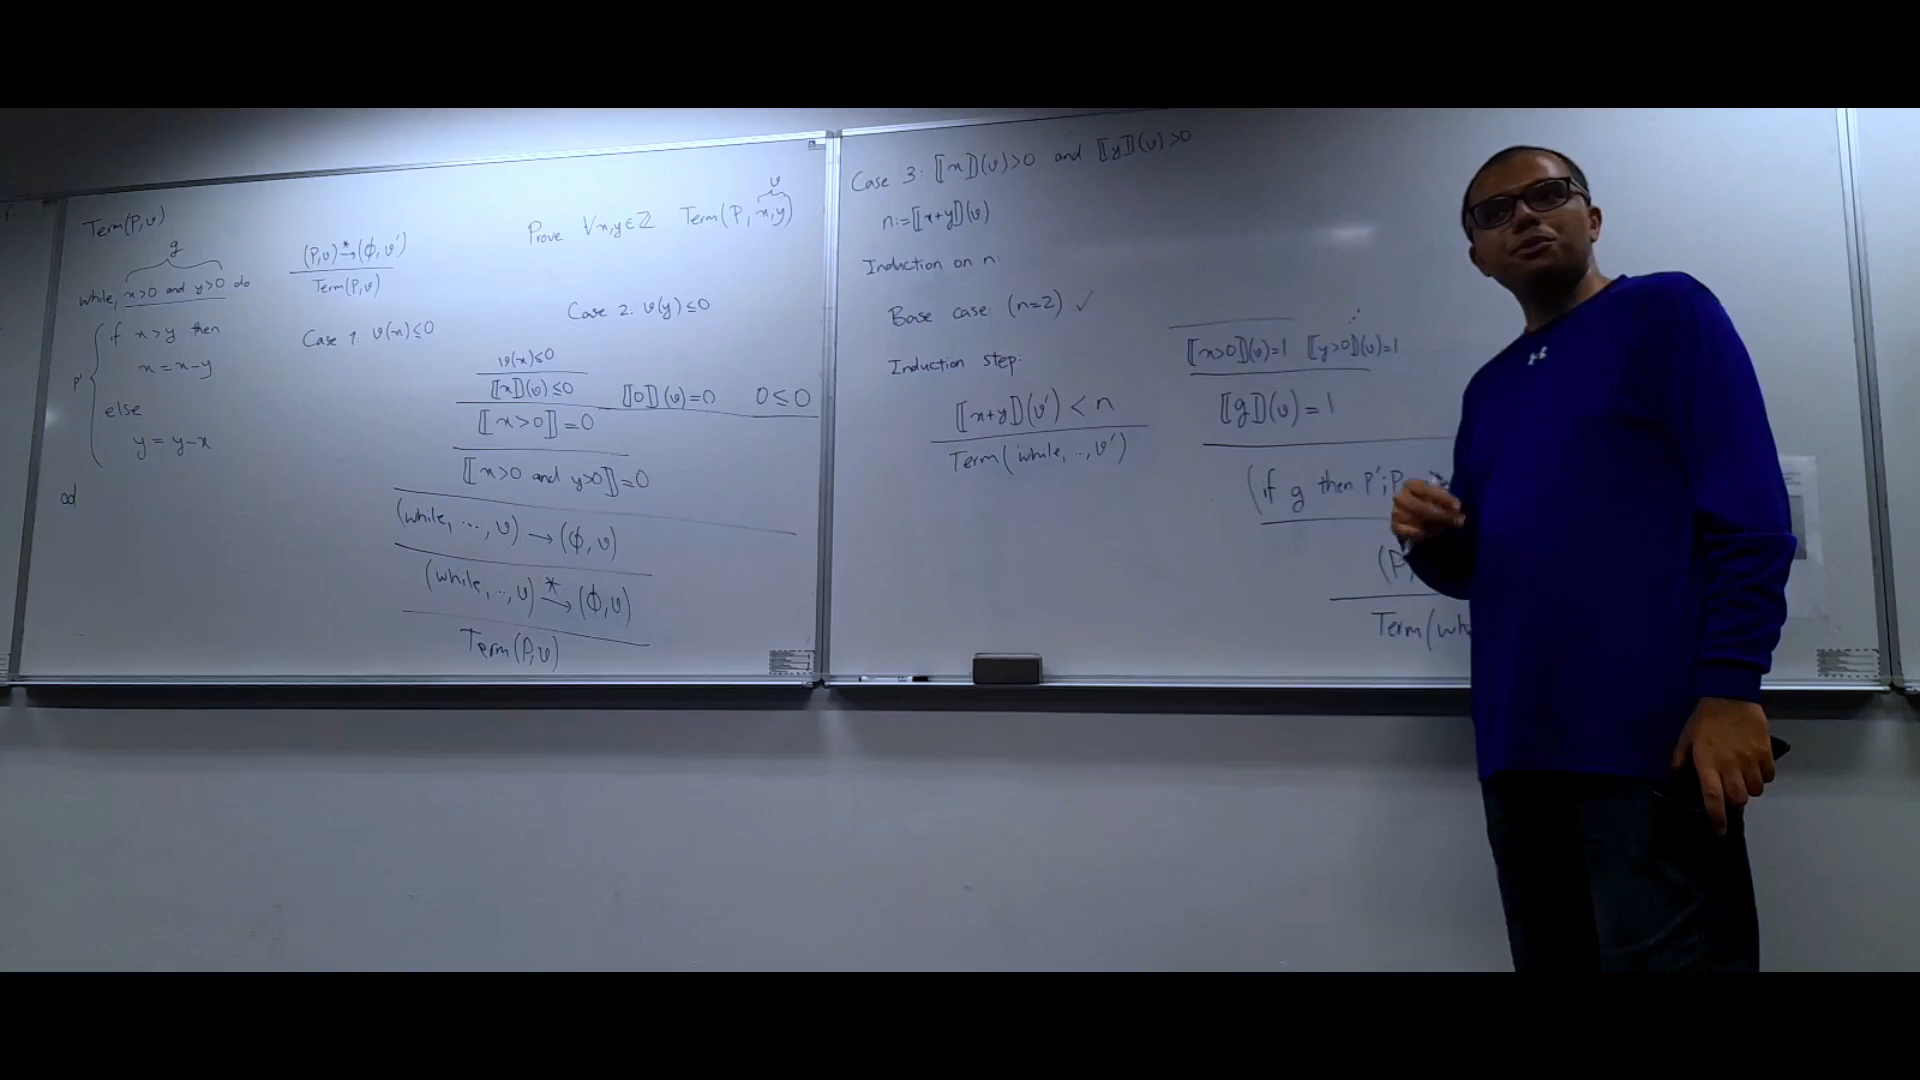 Term(P,υ)
g
while, x>0 and y>0 do
P'
if x>y then
x = x-y
else
y = y-x
od
(P,υ) →* (ϕ,υ')
Term(P,υ)
Prove ∀x,y∈ℤ Term(P, x,y)
υ
Case 1: υ(x)≤0
Case 2: υ(y)≤0
υ(x)≤0
⟦x⟧(υ)≤0 ⟦0⟧(υ)=0 0≤0
⟦x>0⟧=0
⟦x>0 and y>0⟧=0
(while, ..., υ) → (ϕ,υ)
(while, ..., υ) →* (ϕ,υ)
Term(P,υ)
Case 3: ⟦x⟧(υ)>0 and ⟦y⟧(υ)>0
n:=⟦x+y⟧(υ)
Induction on n:
Base case: (n=2) ✓
Induction step:
⟦x+y⟧(υ') < n
Term(while, ..., υ')
⟦x>0⟧(υ)=1 ⟦y>0⟧(υ)=1
⟦g⟧(υ)=1
(if g then P';P
(P,
Term(whi